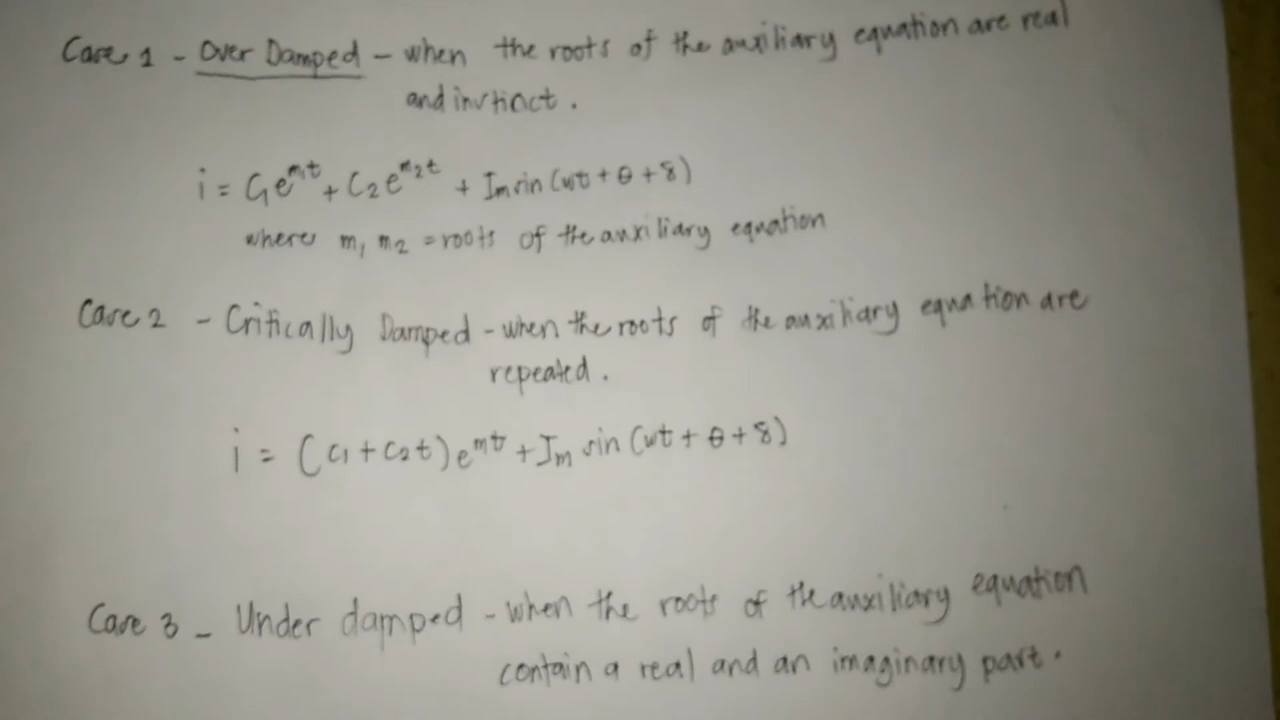 Case 1 - Over Damped - when the roots of the auxiliary equation are real
and instinct.
i = C₁e^m₁t + C₂e^m₂t + Im sin (wt + θ + 8)
where m₁ m₂ = roots of the auxiliary equation
Case 2 - Critically Damped - when the roots of the auxiliary equation are
repeated.
i = (c₁ + c₂t) e^mt + Im sin (wt + θ + 8)
Case 3 - Under damped - when the roots of the auxiliary equation
contain a real and an imaginary part.